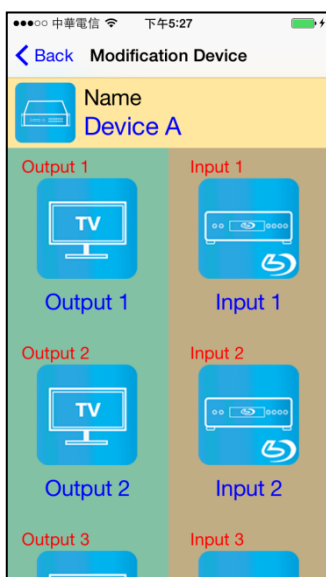 中華電信 下午5:27
Back Modification Device
Name
Device A
Output 1 Input 1
TV
Output 1 Input 1
Output 2 Input 2
TV
Output 2 Input 2
Output 3 Input 3